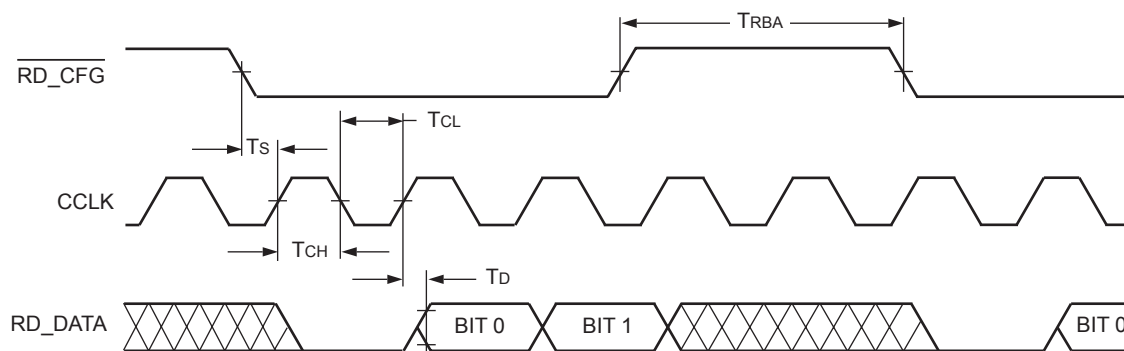 TRBA
RD_CFG
TCL
TS
CCLK
TCH
TD
RD_DATA
BIT 0
BIT 1
BIT 0